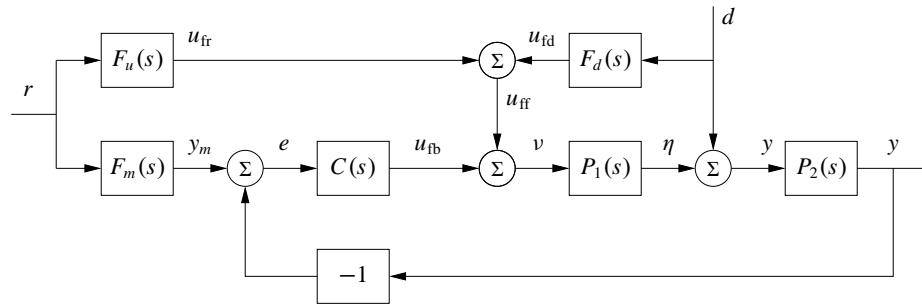 d
u_fr
u_fd
F_u(s)
Σ
F_d(s)
r
u_ff
y_m
e
u_fb
ν
η
y
y
F_m(s)
Σ
C(s)
Σ
P_1(s)
Σ
P_2(s)
−1